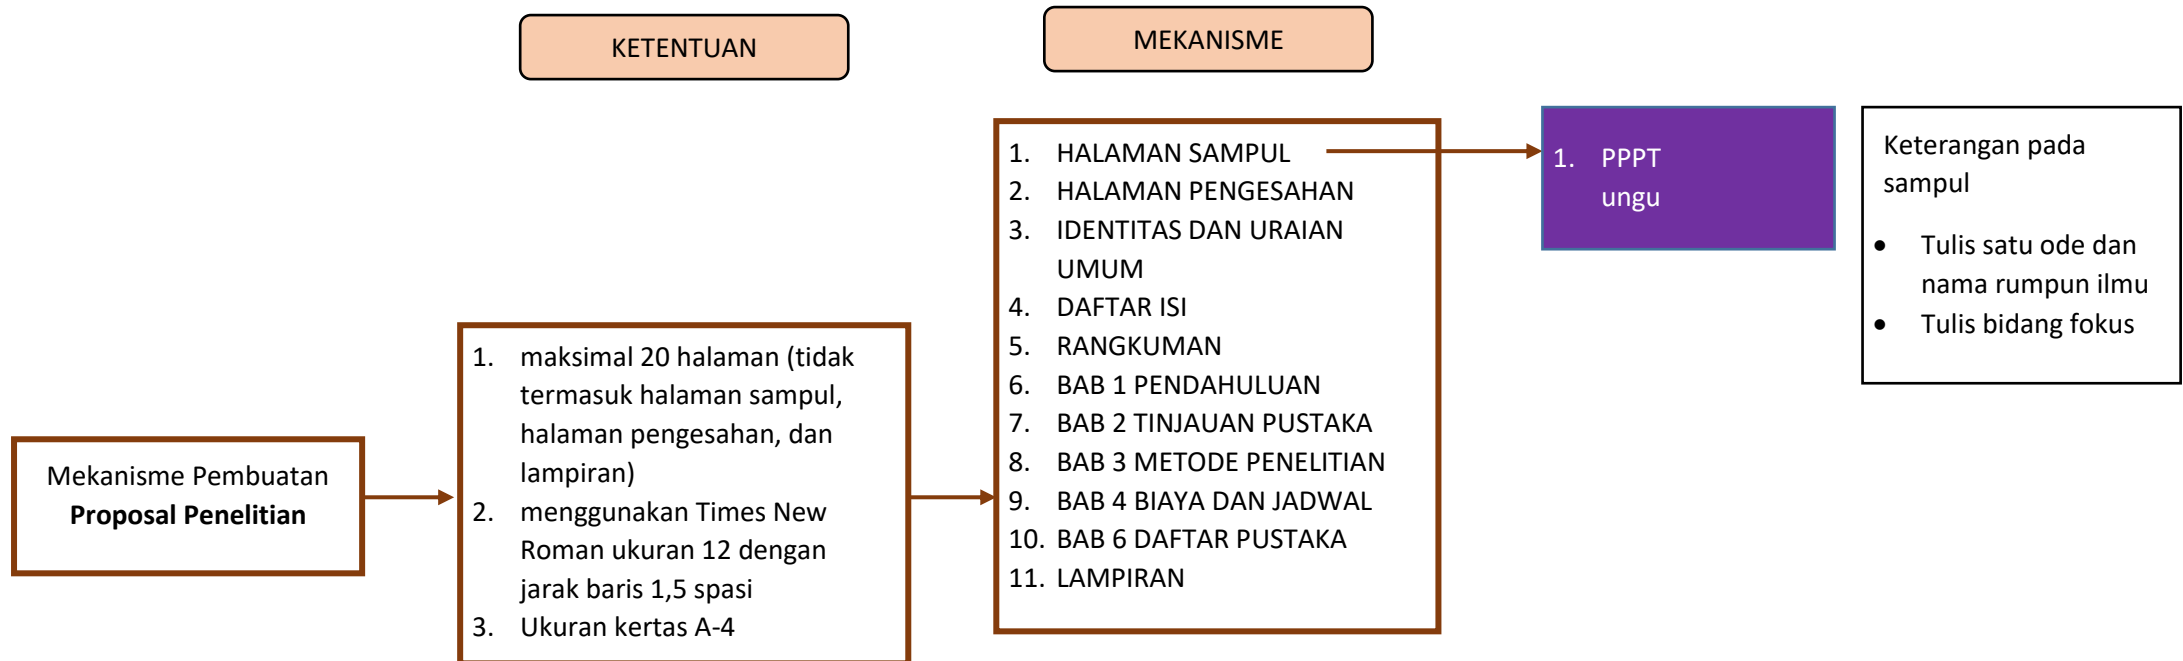 KETENTUAN
MEKANISME
Mekanisme Pembuatan
Proposal Penelitian
1. maksimal 20 halaman (tidak
termasuk halaman sampul,
halaman pengesahan, dan
lampiran)
2. menggunakan Times New
Roman ukuran 12 dengan
jarak baris 1,5 spasi
3. Ukuran kertas A-4
1. HALAMAN SAMPUL
2. HALAMAN PENGESAHAN
3. IDENTITAS DAN URAIAN
UMUM
4. DAFTAR ISI
5. RANGKUMAN
6. BAB 1 PENDAHULUAN
7. BAB 2 TINJAUAN PUSTAKA
8. BAB 3 METODE PENELITIAN
9. BAB 4 BIAYA DAN JADWAL
10. BAB 6 DAFTAR PUSTAKA
11. LAMPIRAN
1. PPPT
ungu
Keterangan pada
sampul
• Tulis satu ode dan
nama rumpun ilmu
• Tulis bidang fokus